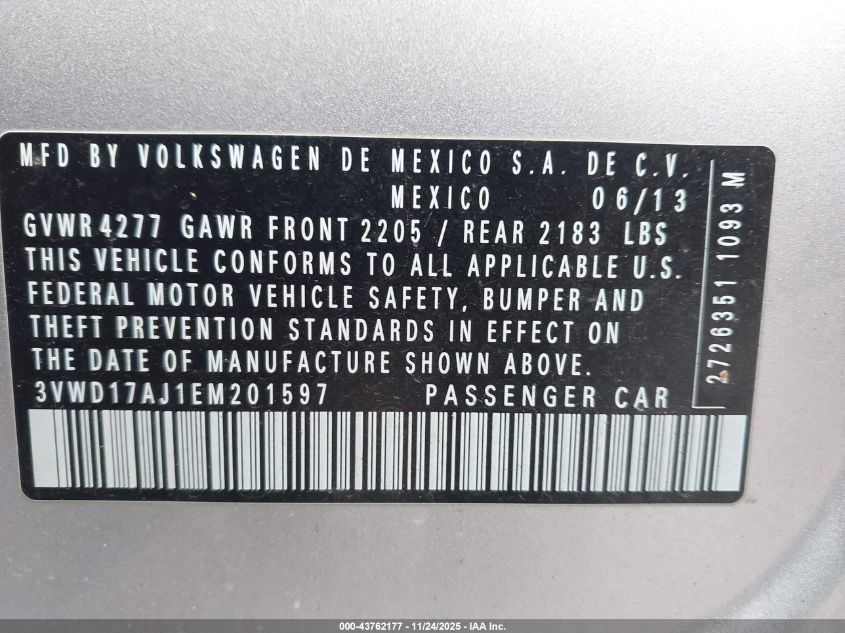 MFD BY VOLKSWAGEN DE MEXICO S.A. DE C.V.
MEXICO 06/13
GVWR 4277 GAWR FRONT 2205 / REAR 2183 LBS
THIS VEHICLE CONFORMS TO ALL APPLICABLE U.S.
FEDERAL MOTOR VEHICLE SAFETY, BUMPER AND
THEFT PREVENTION STANDARDS IN EFFECT ON
THE DATE OF MANUFACTURE SHOWN ABOVE.
3VWD17AJ1EM201597 PASSENGER CAR
2726351 1093 M
000-43762177 - 11/24/2025 - IAA Inc.